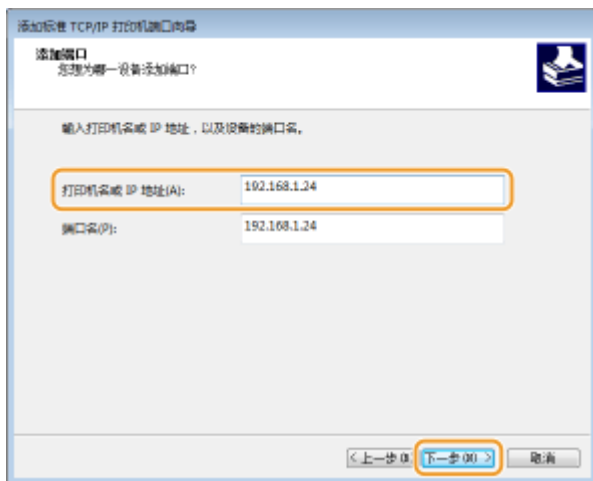 添加标准 TCP/IP 打印机端口向导
添加端口
您想为哪一设备添加端口？
输入打印机名或 IP 地址，以及设备的端口名。
打印机名或 IP 地址(A): 192.168.1.24
端口名(P): 192.168.1.24
<上一步(B) 下一步(N) > 取消